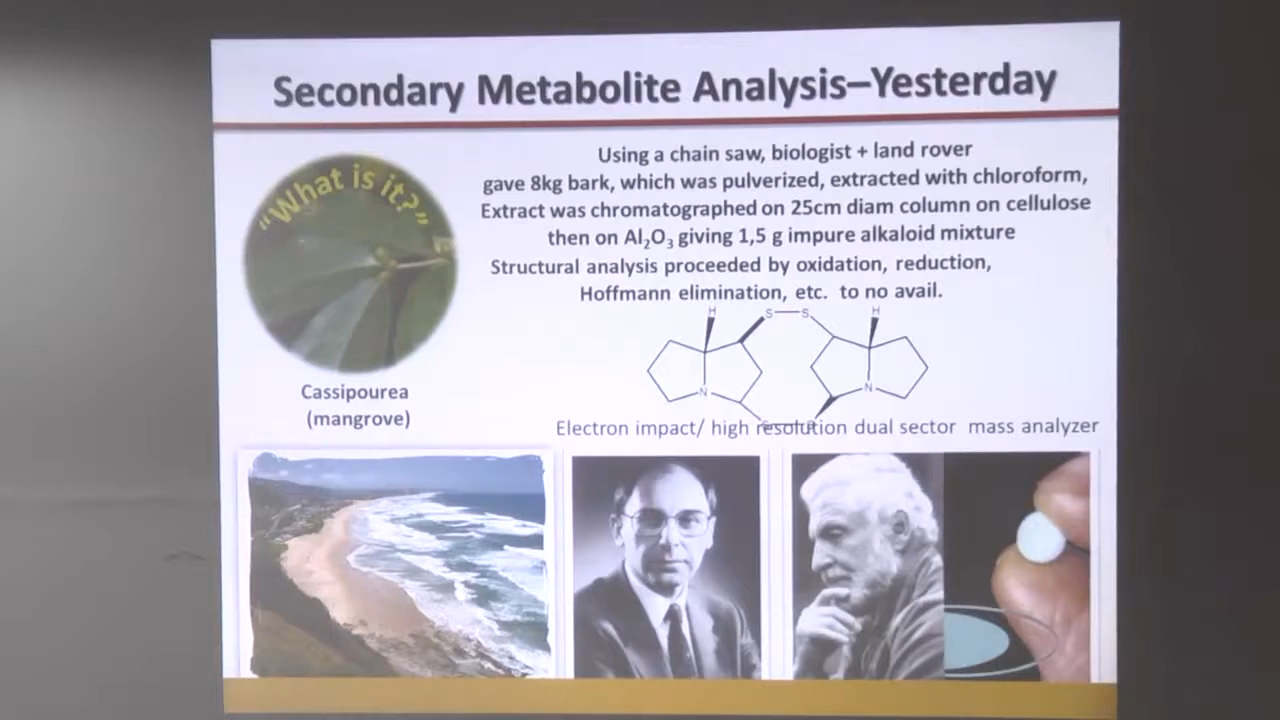 Secondary Metabolite Analysis–Yesterday
"What is it?"
Using a chain saw, biologist + land rover
gave 8kg bark, which was pulverized, extracted with chloroform,
Extract was chromatographed on 25cm diam column on cellulose
then on Al₂O₃ giving 1,5 g impure alkaloid mixture
Structural analysis proceeded by oxidation, reduction,
Hoffmann elimination, etc. to no avail.
H S S H
N N
Cassipourea
(mangrove)
Electron impact/ high resolution dual sector mass analyzer